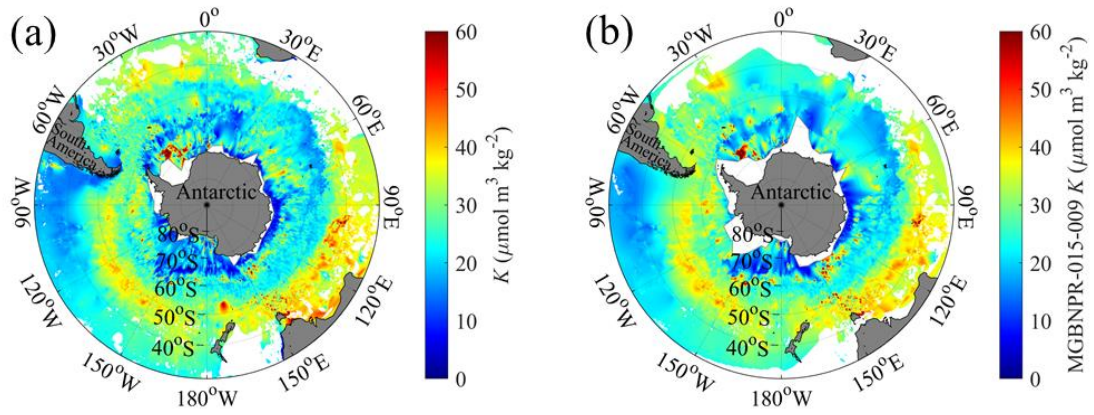 (a)
0°
30°W
30°E
60°W
60°E
South
America
Antarctic
90°W
90°E
80°S
70°S
60°S
50°S
40°S
120°W
120°E
150°W
150°E
180°W
60
50
40
30
20
10
0
K (μmol m³ kg⁻²)
(b)
0°
30°W
30°E
60°W
60°E
South
America
Antarctic
90°W
90°E
80°S
70°S
60°S
50°S
40°S
120°W
120°E
150°W
150°E
180°W
60
50
40
30
20
10
0
MGBNPR-015-009 K (μmol m³ kg⁻²)